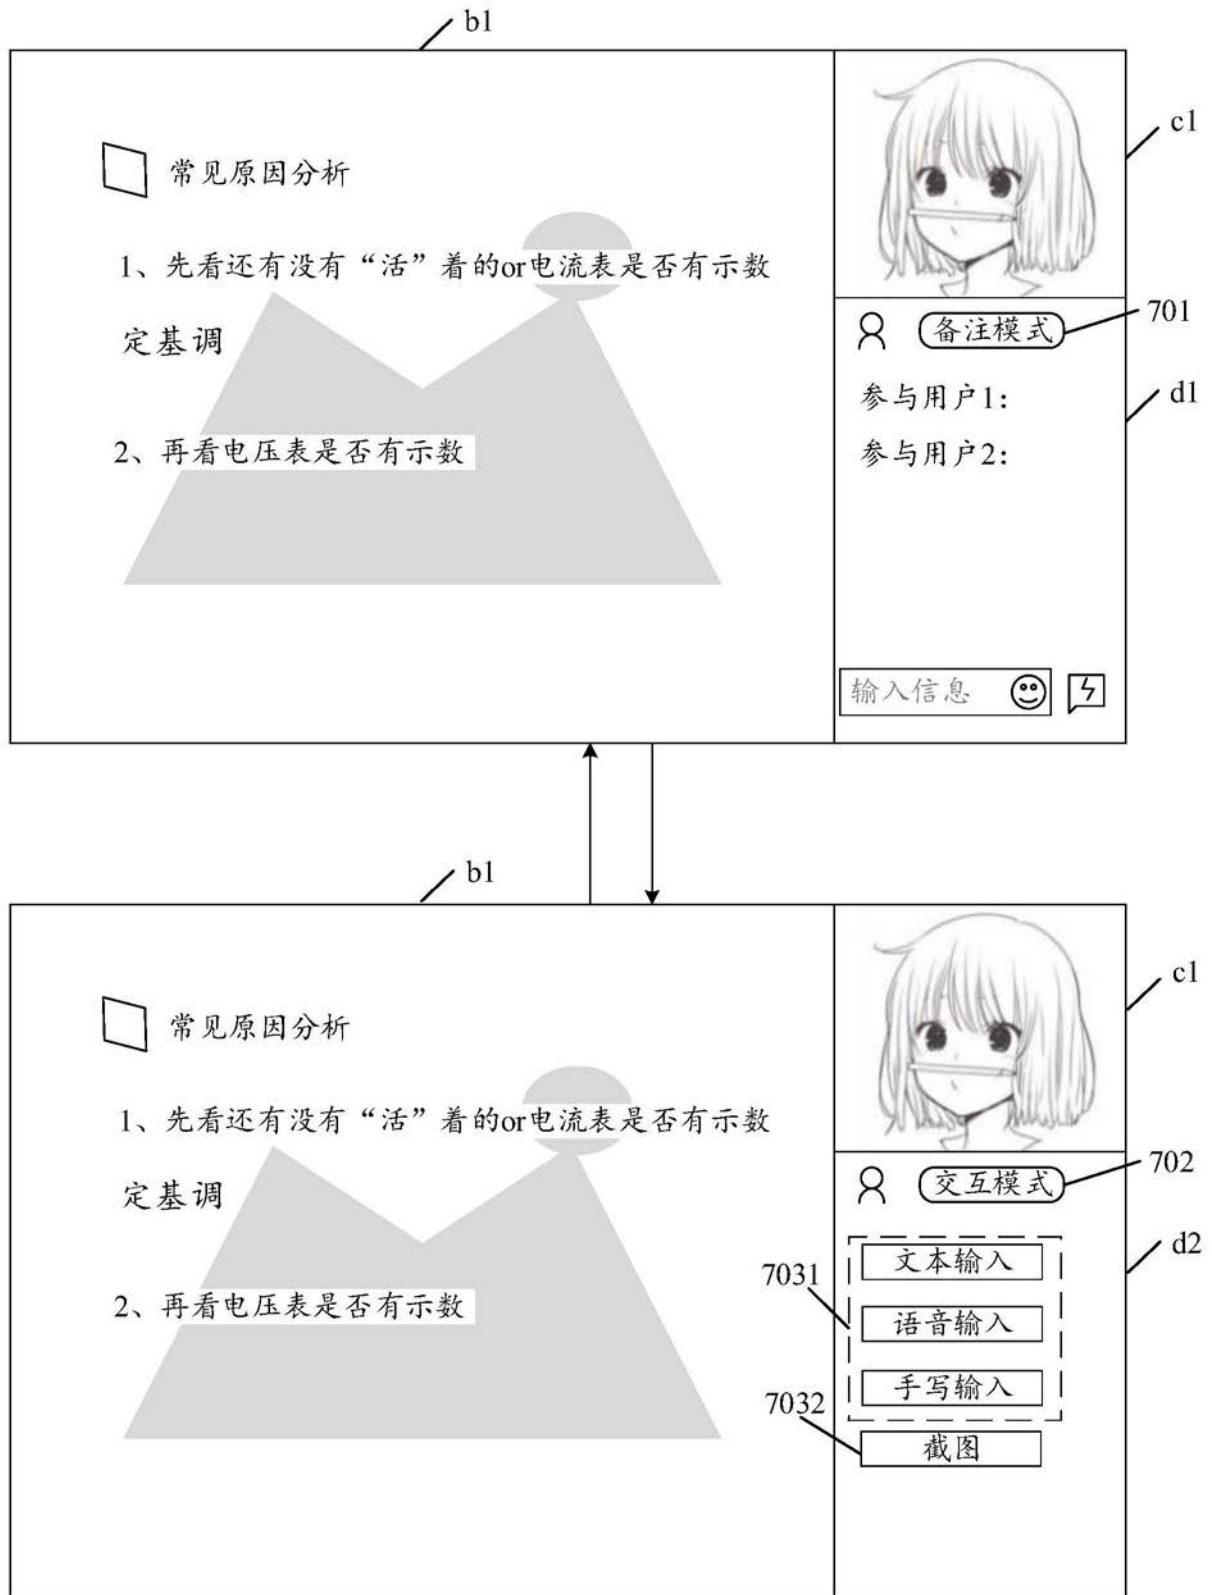 b1
c1
常见原因分析
1、先看还有没有“活”着的or电流表是否有示数
定基调
2、再看电压表是否有示数
备注模式
701
参与用户1:
d1
参与用户2:
输入信息
b1
c1
常见原因分析
1、先看还有没有“活”着的or电流表是否有示数
定基调
2、再看电压表是否有示数
交互模式
702
d2
7031
文本输入
语音输入
手写输入
7032
截图